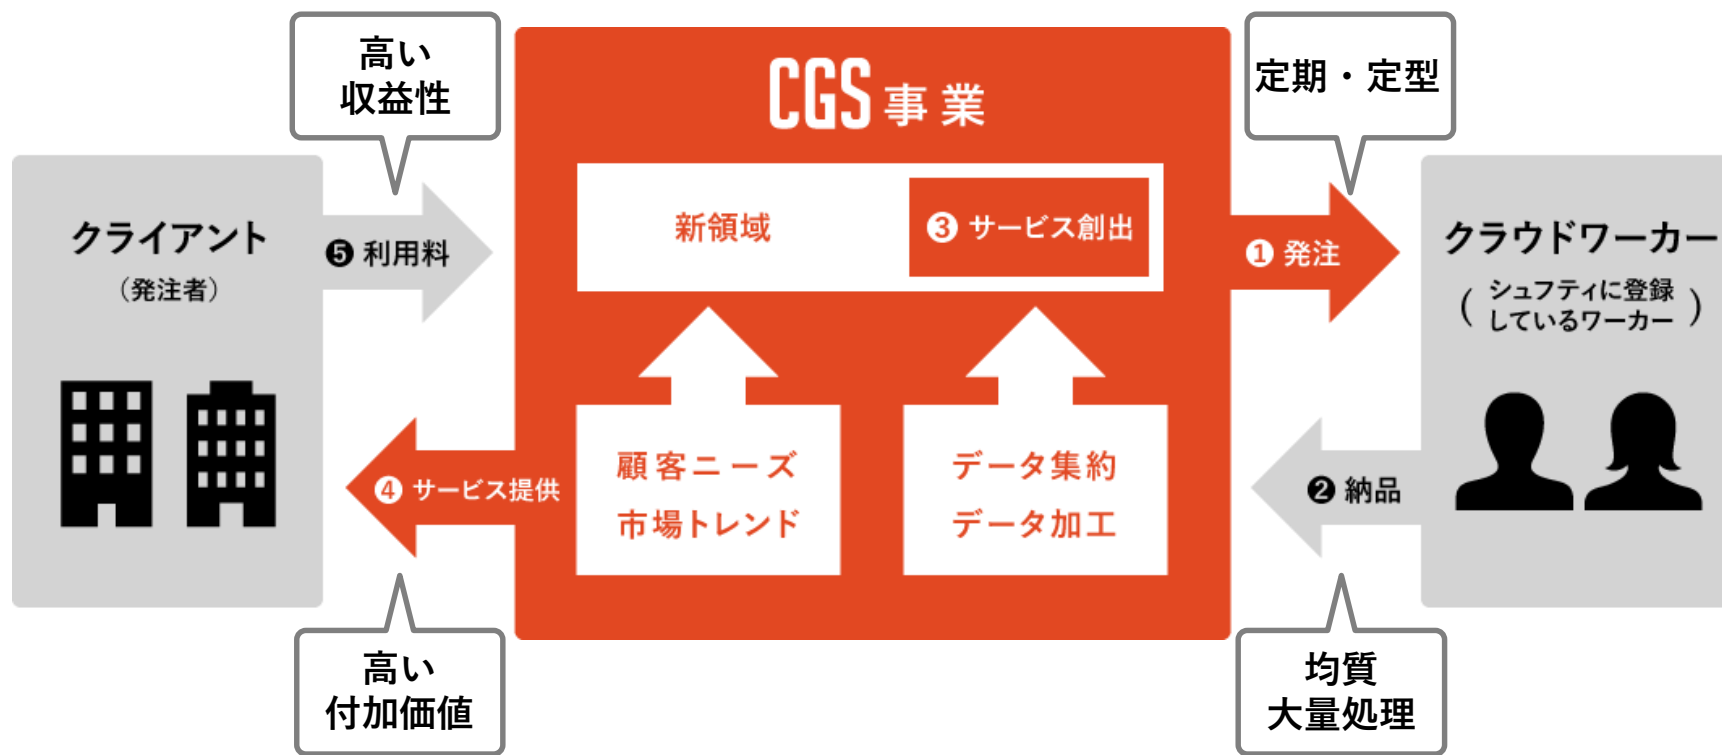 高い
収益性
CGS 事業
定期・定型
クライアント
(発注者)
❺ 利用料
新領域
❸ サービス創出
❶ 発注
クラウドワーカー
(シュフティに登録
しているワーカー)
❹ サービス提供
顧客ニーズ
市場トレンド
データ集約
データ加工
❷ 納品
高い
付加価値
均質
大量処理